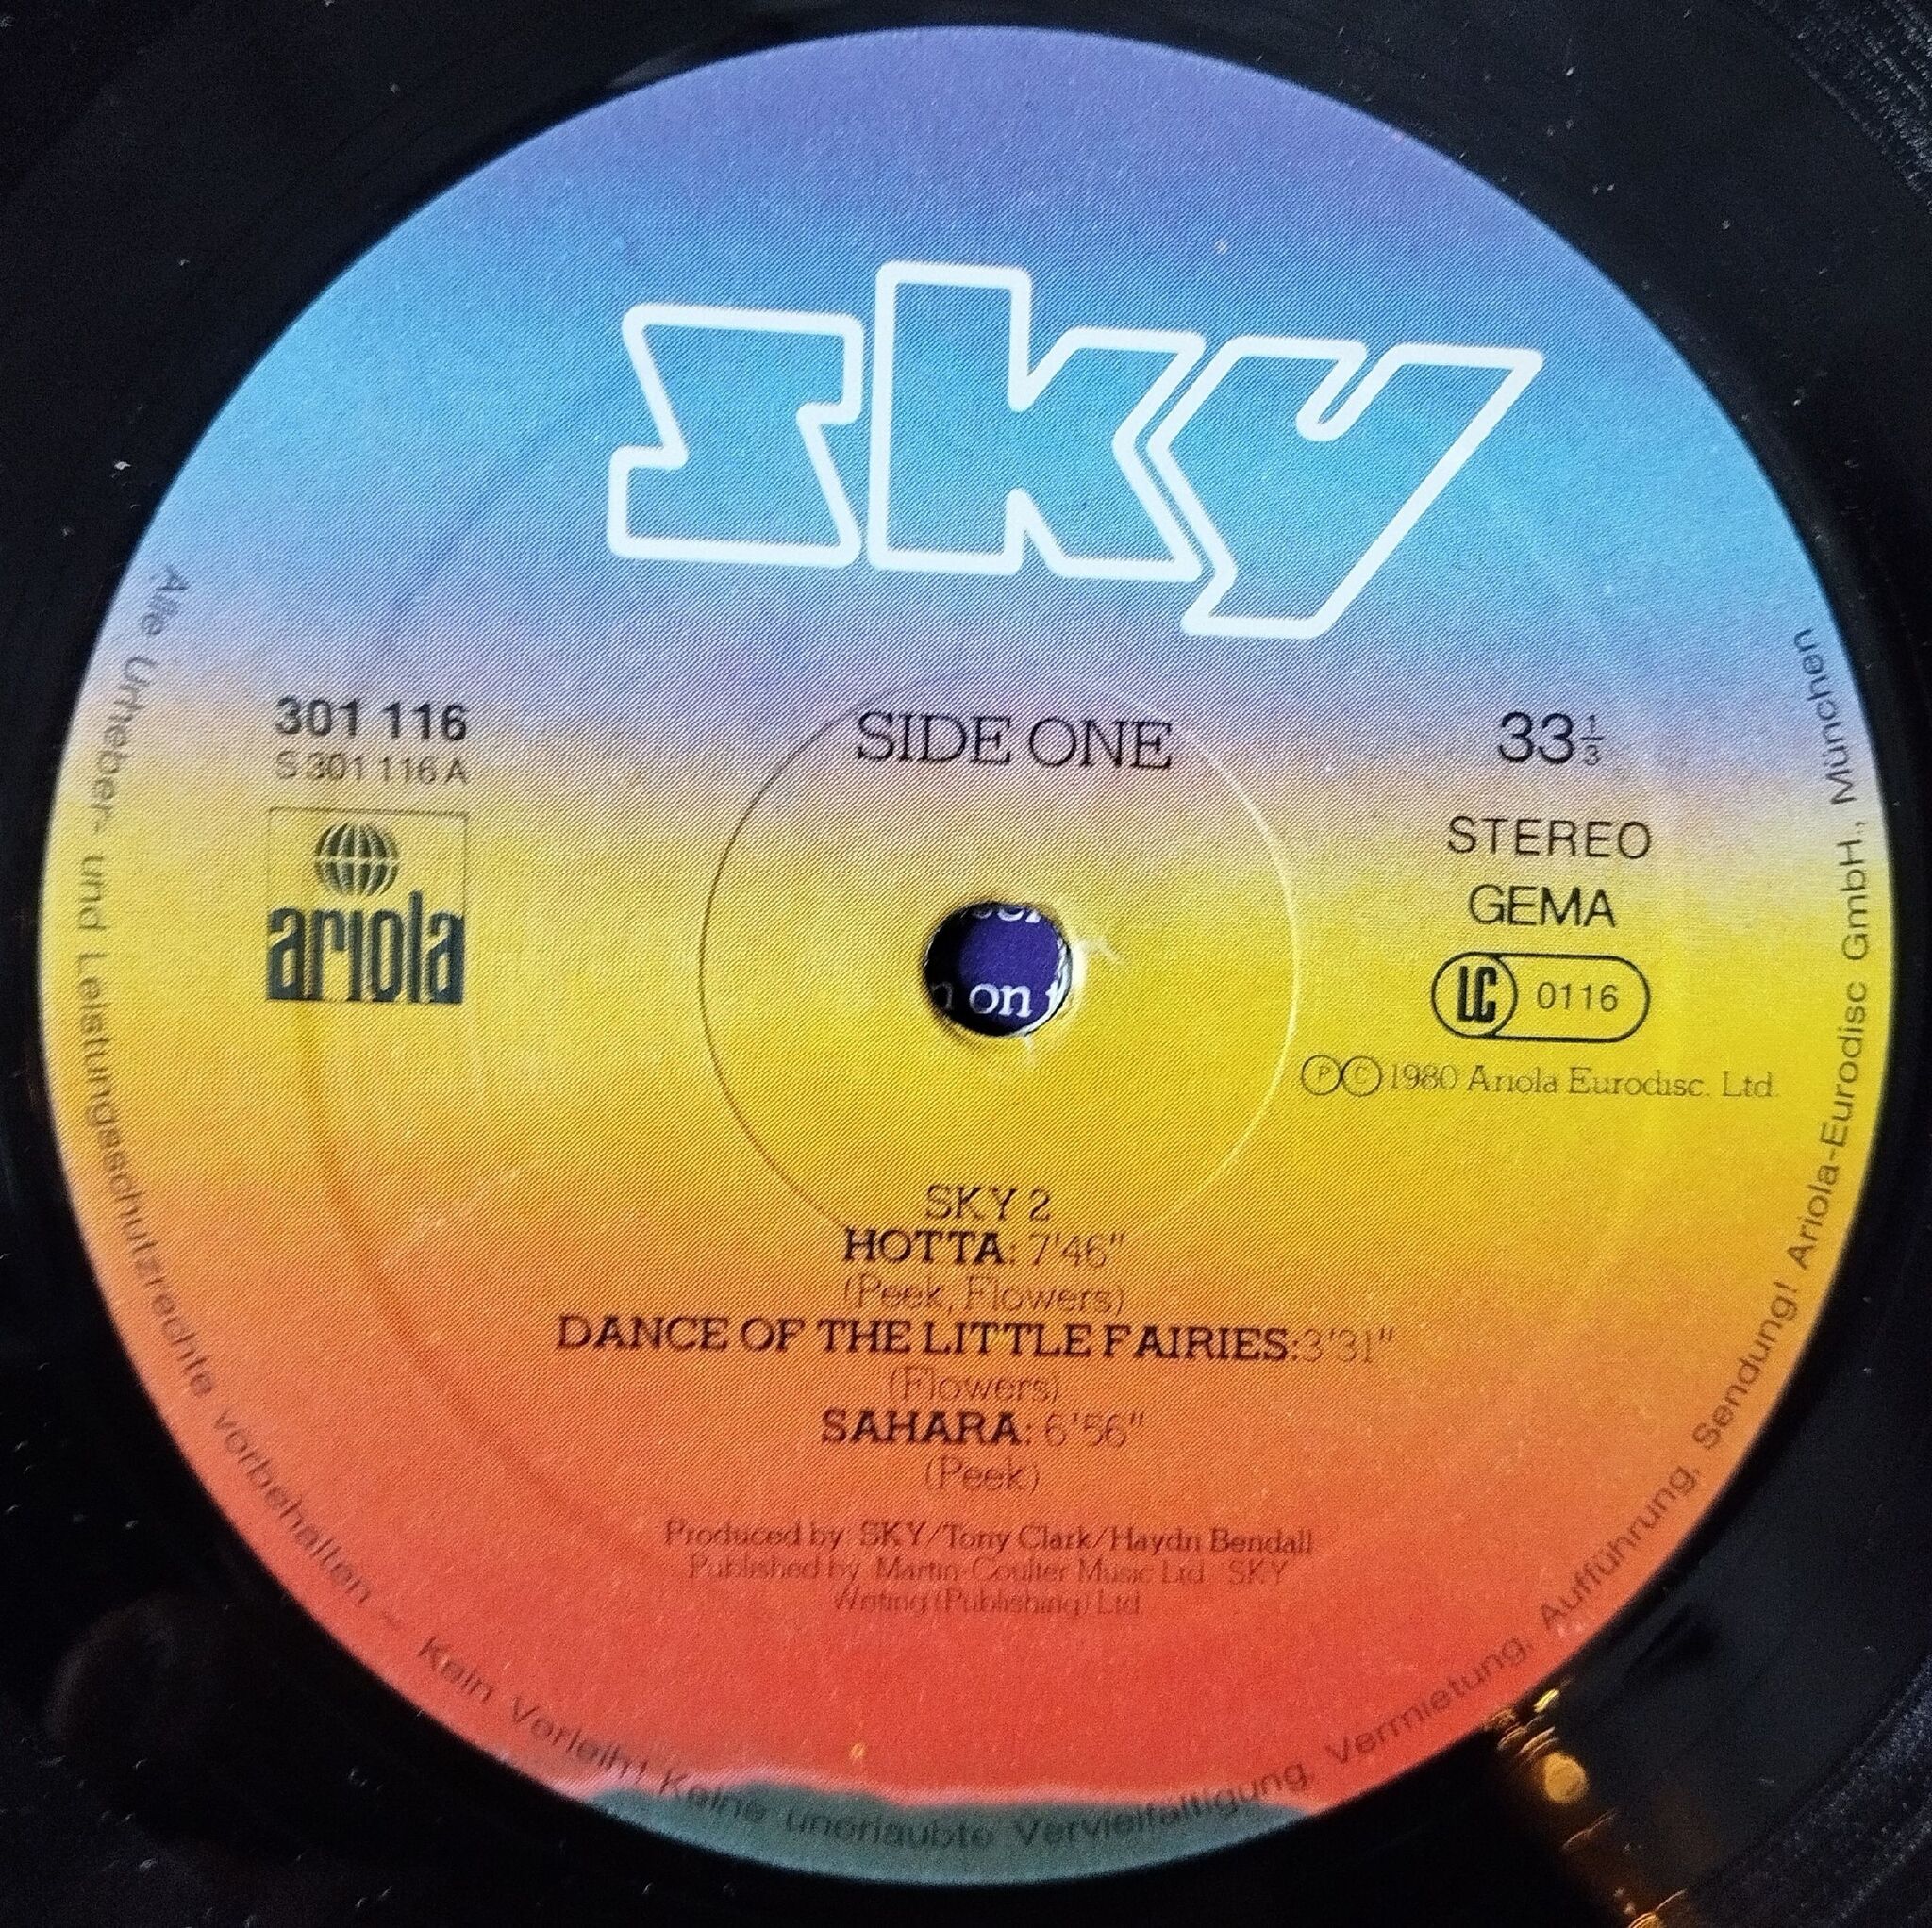 sky
301 116
S 301 116 A
ariola
SIDE ONE
33 1/3
STEREO
GEMA
LC 0116
Ⓟ Ⓒ 1980 Ariola Eurodisc. Ltd.
on
SKY 2
HOTTA: 7'46"
(Peek, Flowers)
DANCE OF THE LITTLE FAIRIES: 3'31"
(Flowers)
SAHARA: 6'56"
(Peek)
Produced by SKY/Tony Clark/Haydn Bendall
Published by Martin-Coulter Music Ltd SKY
Writing (Publishing) Ltd
Alle Urheber- und Leistungsschutzrechte vorbehalten – Kein Verleih! Keine unerlaubte Vervielfältigung, Vermietung, Aufführung, Sendung! Ariola-Eurodisc GmbH., München